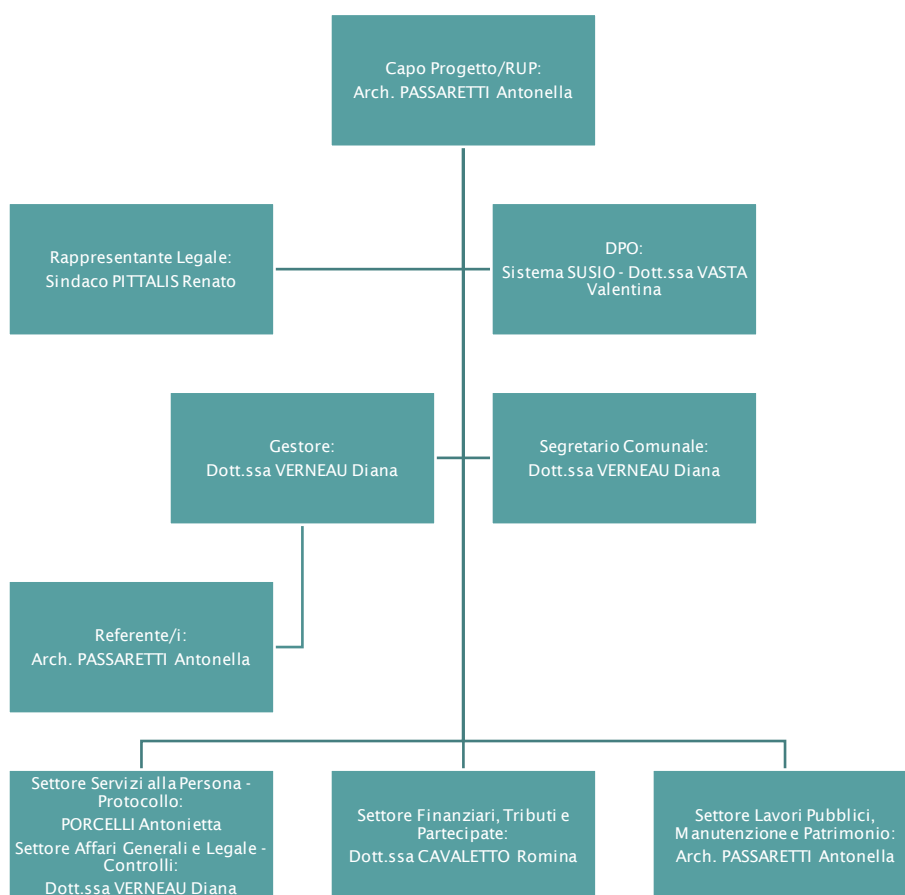 Capo Progetto/RUP:
Arch. PASSARETTI Antonella
Rappresentante Legale:
Sindaco PITTALIS Renato
DPO:
Sistema SUSIO - Dott.ssa VASTA
Valentina
Gestore:
Dott.ssa VERNEAU Diana
Segretario Comunale:
Dott.ssa VERNEAU Diana
Referente/i:
Arch. PASSARETTI Antonella
Settore Servizi alla Persona -
Protocollo:
PORCELLI Antonietta
Settore Affari Generali e Legale -
Controlli:
Dott.ssa VERNEAU Diana
Settore Finanziari, Tributi e
Partecipate:
Dott.ssa CAVALETTO Romina
Settore Lavori Pubblici,
Manutenzione e Patrimonio:
Arch. PASSARETTI Antonella